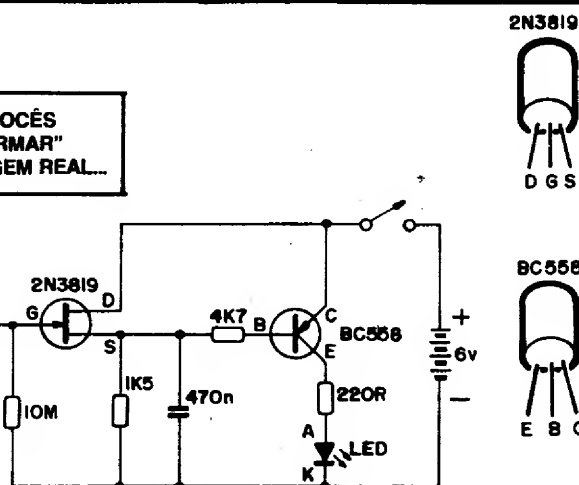 2N3819
D G S
OCÊS
RMAR"
GEM REAL...
2N3819
G
D
S
4K7
B
C
E
BC558
+
6v
-
10M
1K5
470n
220R
A
LED
K
BC558
E B C